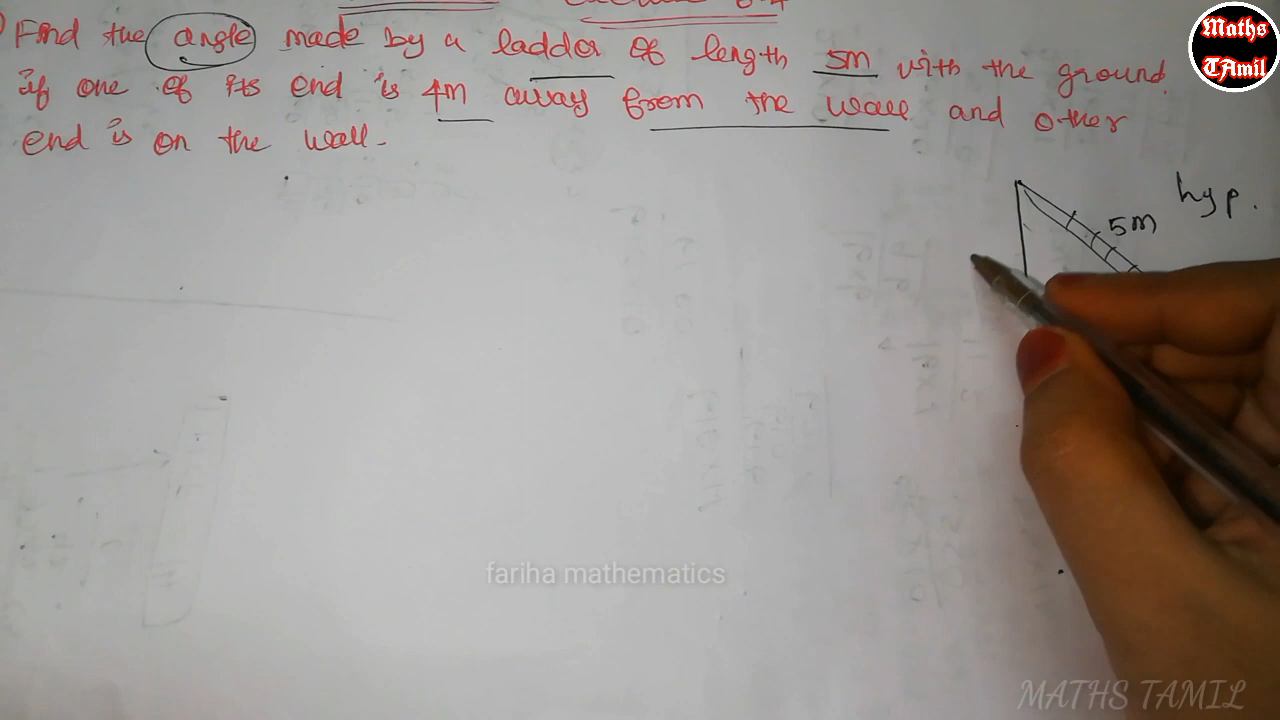 Find the angle made by a ladder of length 5m with the ground.
if one of its end is 4m away from the wall and other
end is on the wall.
hyp.
5m
fariha mathematics
MATHS TAMIL
Maths
TAmil